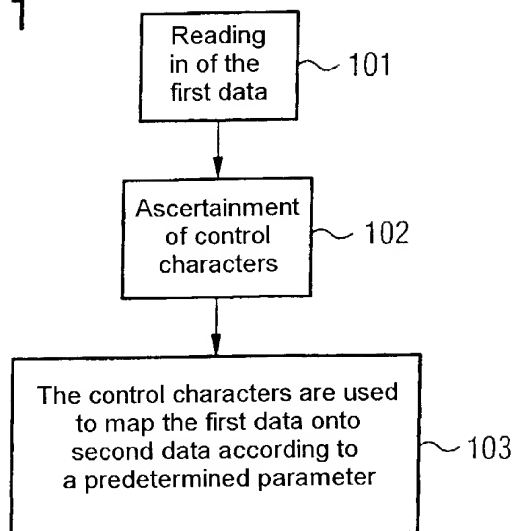 Reading
in of the
first data
101
Ascertainment
of control
characters
102
The control characters are used
to map the first data onto
second data according to
a predetermined parameter
103